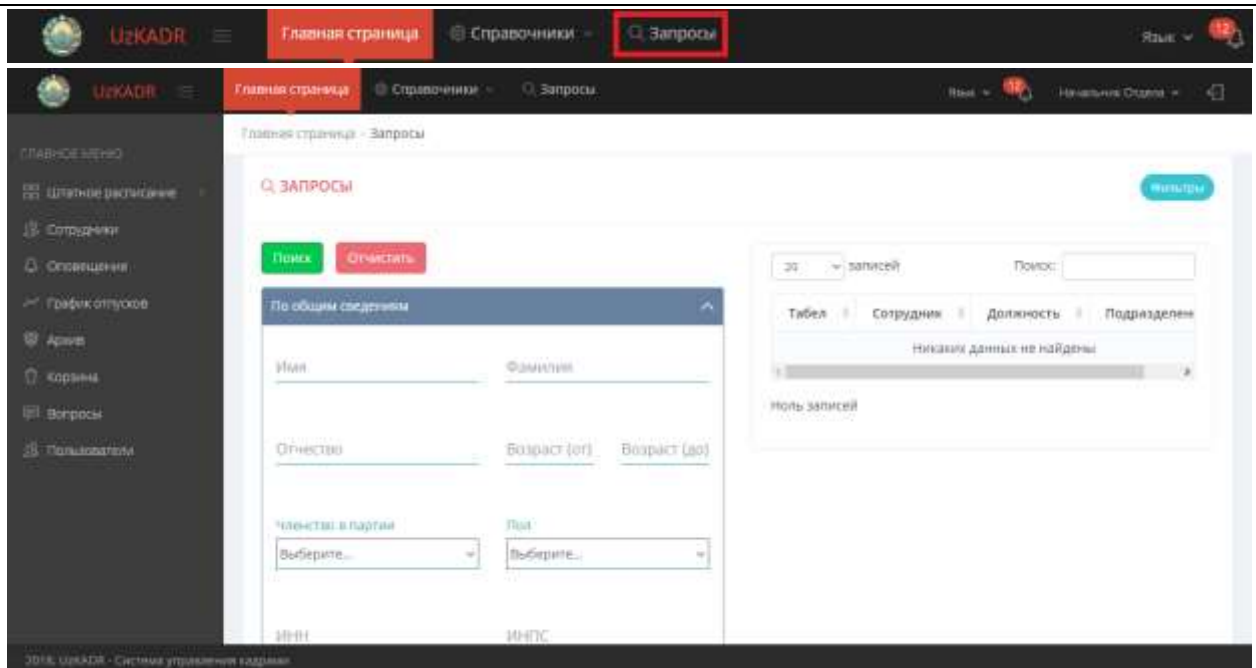 UzKADR Главная страница Справочники Запросы Язык 12
UzKADR Главная страница Справочники Запросы Язык 12 Начальник Отдела
Главная страница - Запросы
ГЛАВНОЕ МЕНЮ
Штатное расписание
Сотрудники
Оповещения
График отпусков
Архив
Корзина
Вопросы
Пользователи
ЗАПРОСЫ
Фильтры
Поиск Отчистить
По общим сведениям
Имя Фамилия
Отчество Возраст (от) Возраст (до)
Членство в партии Пол
Выберите... Выберите...
ИНН ИНПС
записей Поиск:
Табел Сотрудник Должность Подразделен
Никаких данных не найдены
Ноль записей
2018. UzKADR - Система управления кадрами